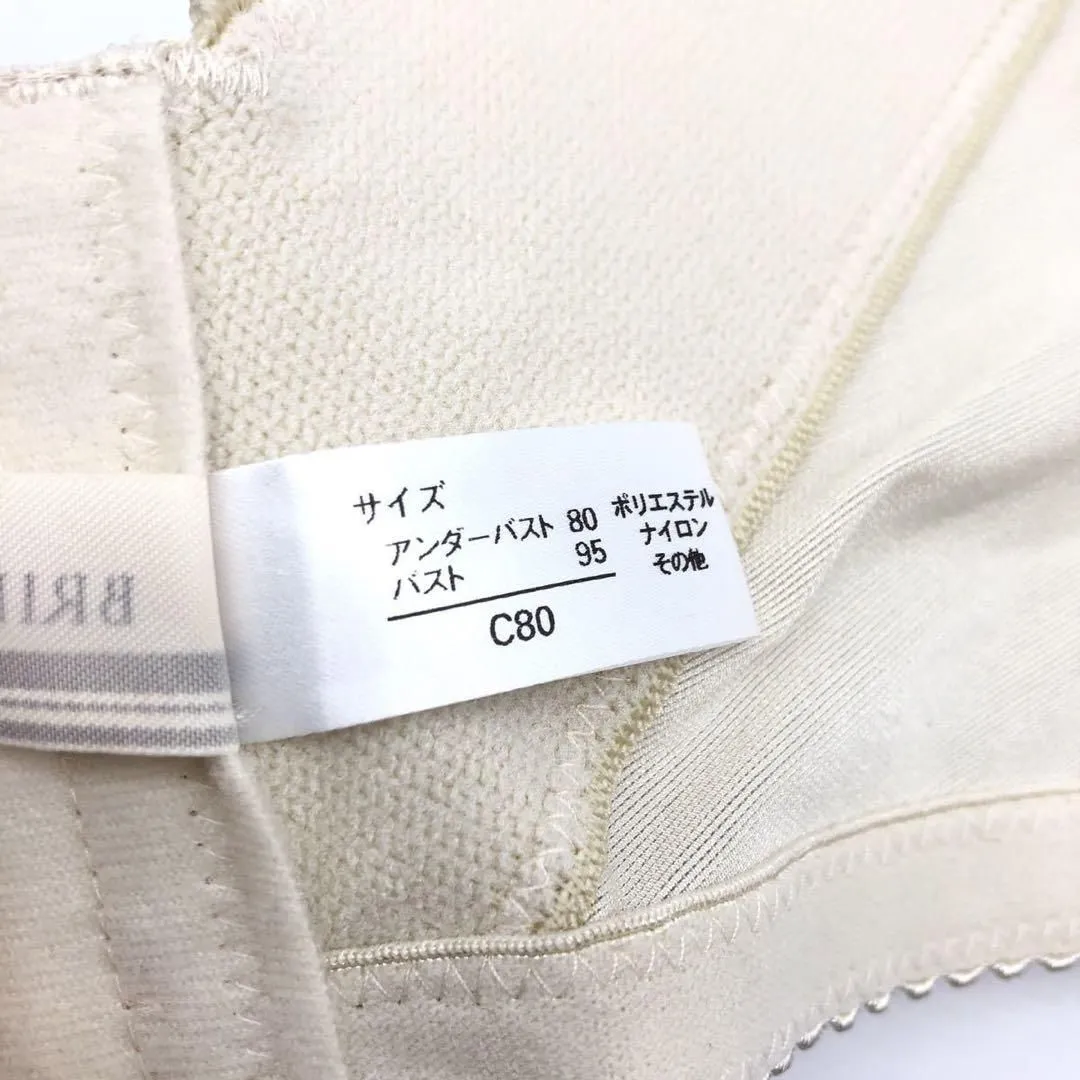 サイズ
アンダーバスト 80
バスト 95
C80
ポリエステル
ナイロン
その他
BRI